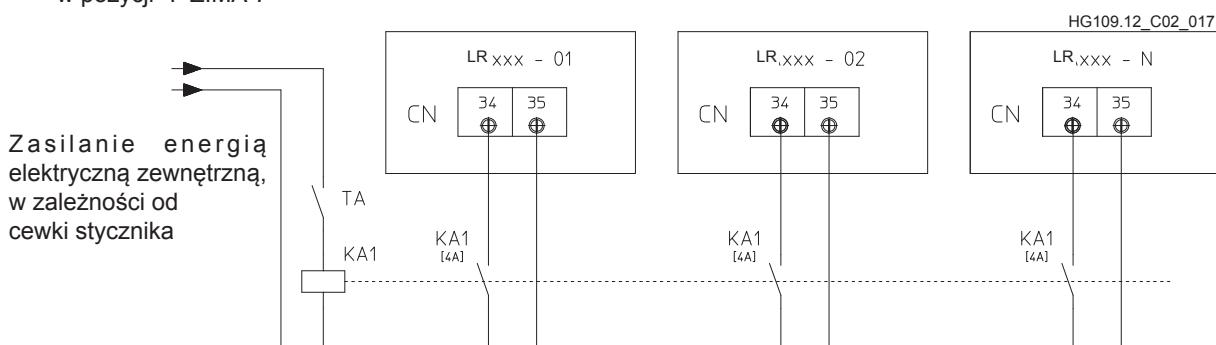 HG109.12_C02_017
LR xxx - 01
LR.xxx - 02
LR.xxx - N
CN 34 35
CN 34 35
CN 34 35
Zasilanie energią
elektryczną zewnętrzną,
w zależności od
cewki stycznika
TA
KA1
KA1
[4A]
KA1
[4A]
KA1
[4A]